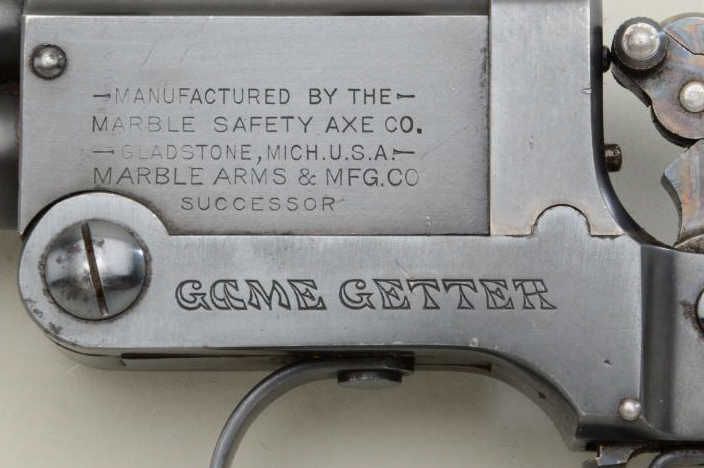 MANUFACTURED BY THE
MARBLE SAFETY AXE CO.
GLADSTONE, MICH. U.S.A.
MARBLE ARMS & MFG.CO
SUCCESSOR
GAME GETTER